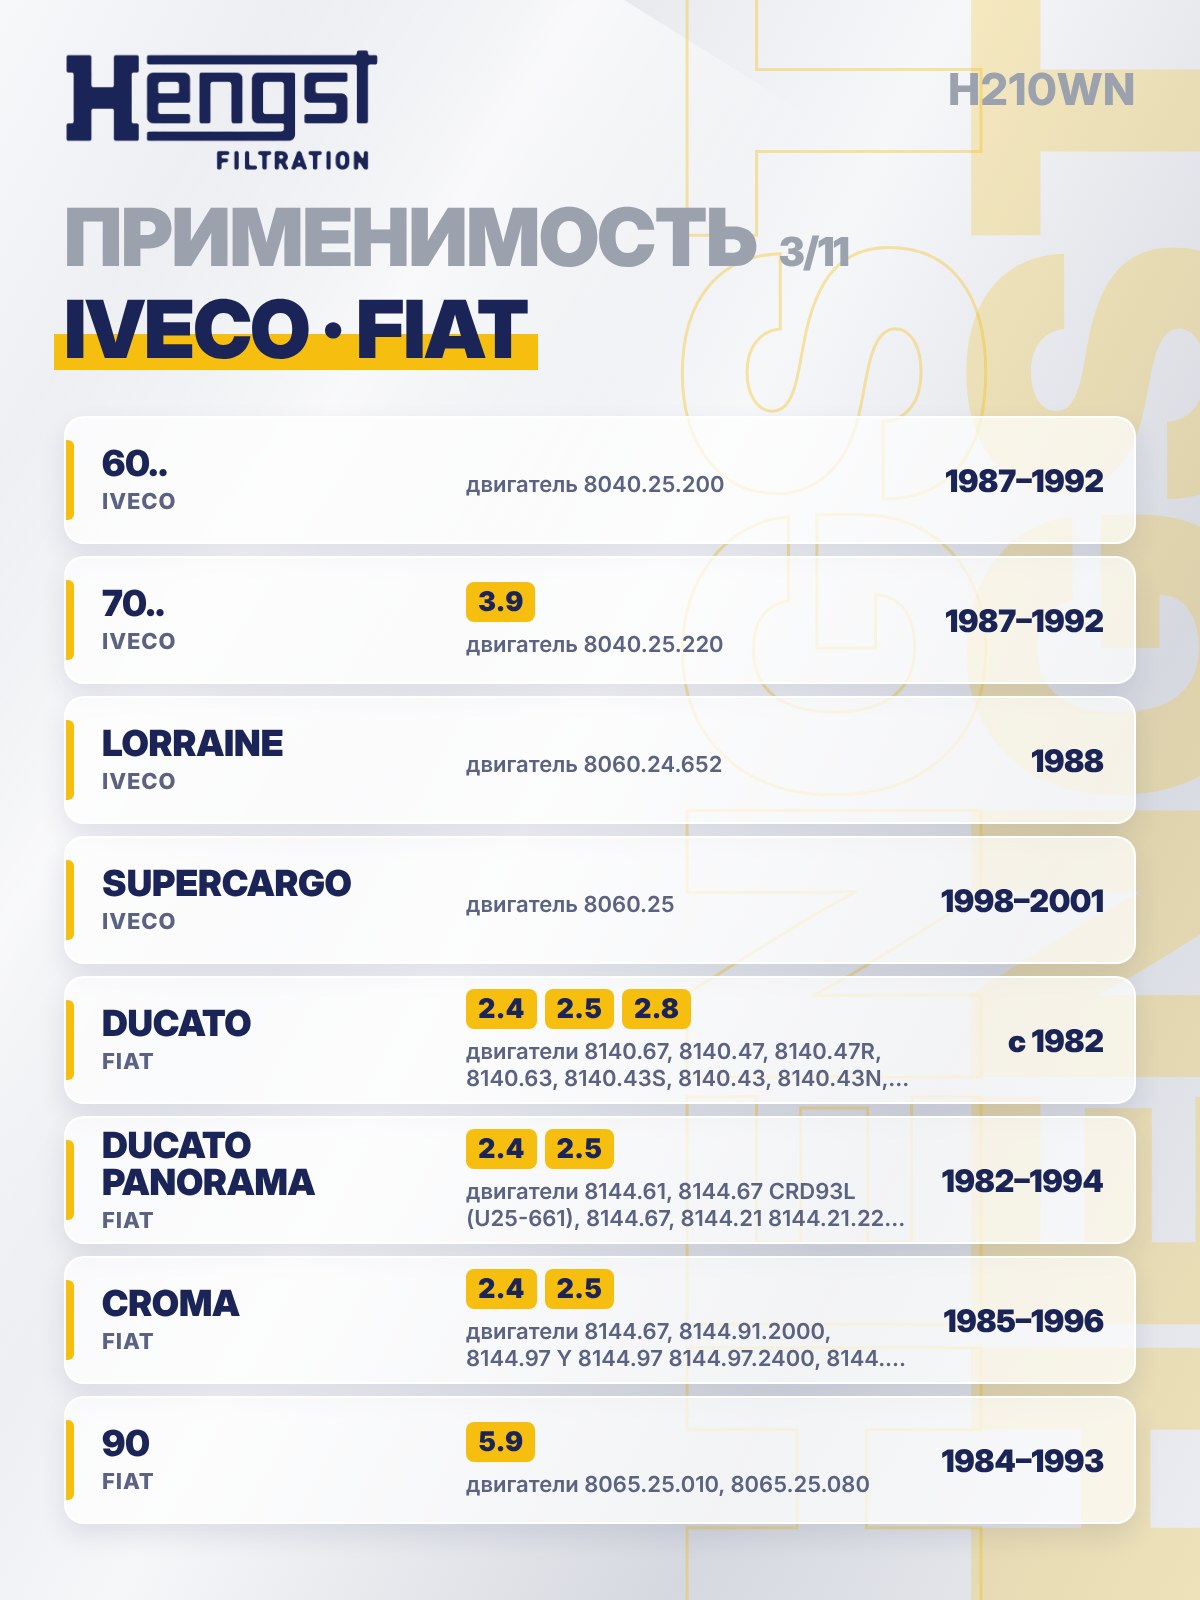 Hengst
FILTRATION
H210WN
ПРИМЕНИМОСТЬ 3/11
IVECO · FIAT
60..
IVECO
двигатель 8040.25.200
1987–1992
70..
IVECO
3.9
двигатель 8040.25.220
1987–1992
LORRAINE
IVECO
двигатель 8060.24.652
1988
SUPERCARGO
IVECO
двигатель 8060.25
1998–2001
DUCATO
FIAT
2.4 2.5 2.8
двигатели 8140.67, 8140.47, 8140.47R,
8140.63, 8140.43S, 8140.43, 8140.43N,...
с 1982
DUCATO
PANORAMA
FIAT
2.4 2.5
двигатели 8144.61, 8144.67 CRD93L
(U25-661), 8144.67, 8144.21 8144.21.22...
1982–1994
CROMA
FIAT
2.4 2.5
двигатели 8144.67, 8144.91.2000,
8144.97 Y 8144.97 8144.97.2400, 8144....
1985–1996
90
FIAT
5.9
двигатели 8065.25.010, 8065.25.080
1984–1993
HENGST
HENGST